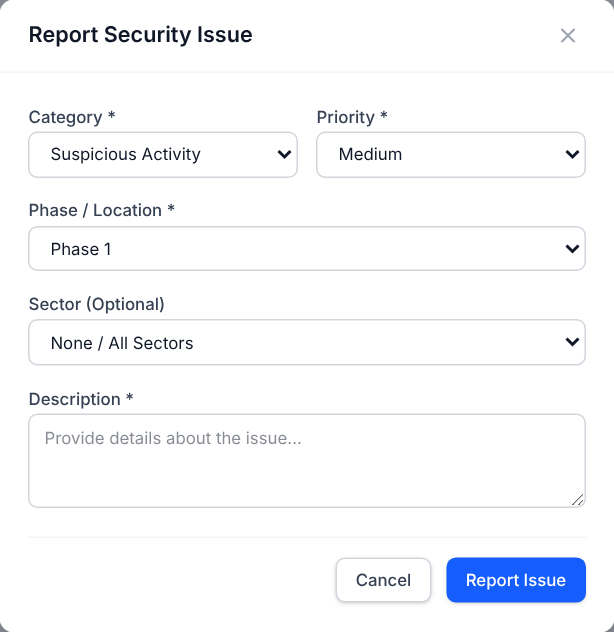 Report Security Issue
Category *
Priority *
Suspicious Activity
Medium
Phase / Location *
Phase 1
Sector (Optional)
None / All Sectors
Description *
Provide details about the issue...
Cancel
Report Issue